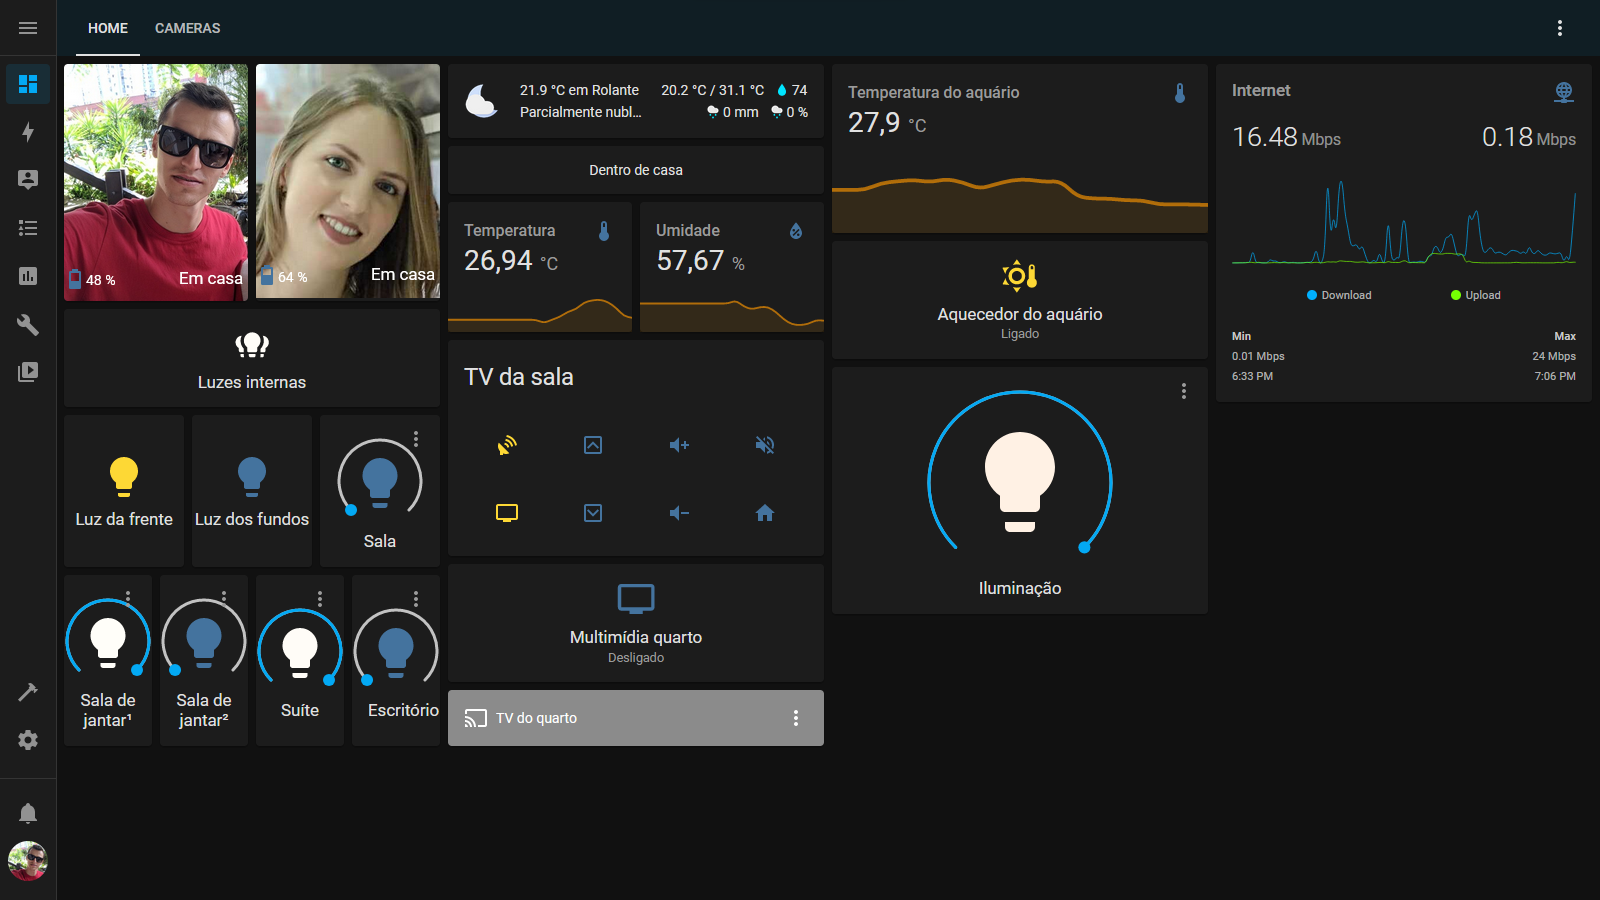 HOME
CAMERAS
48 %
Em casa
64 %
Em casa
Luzes internas
Luz da frente
Luz dos fundos
Sala
Sala de
jantar¹
Sala de
jantar²
Suíte
Escritório
21.9 °C em Rolante
20.2 °C / 31.1 °C
74
Parcialmente nubl...
0 mm
0 %
Dentro de casa
Temperatura
26,94 °C
Umidade
57,67 %
TV da sala
Multimídia quarto
Desligado
TV do quarto
Temperatura do aquário
27,9 °C
Aquecedor do aquário
Ligado
Iluminação
Internet
16.48 Mbps
0.18 Mbps
Download
Upload
Min
Max
0.01 Mbps
24 Mbps
6:33 PM
7:06 PM